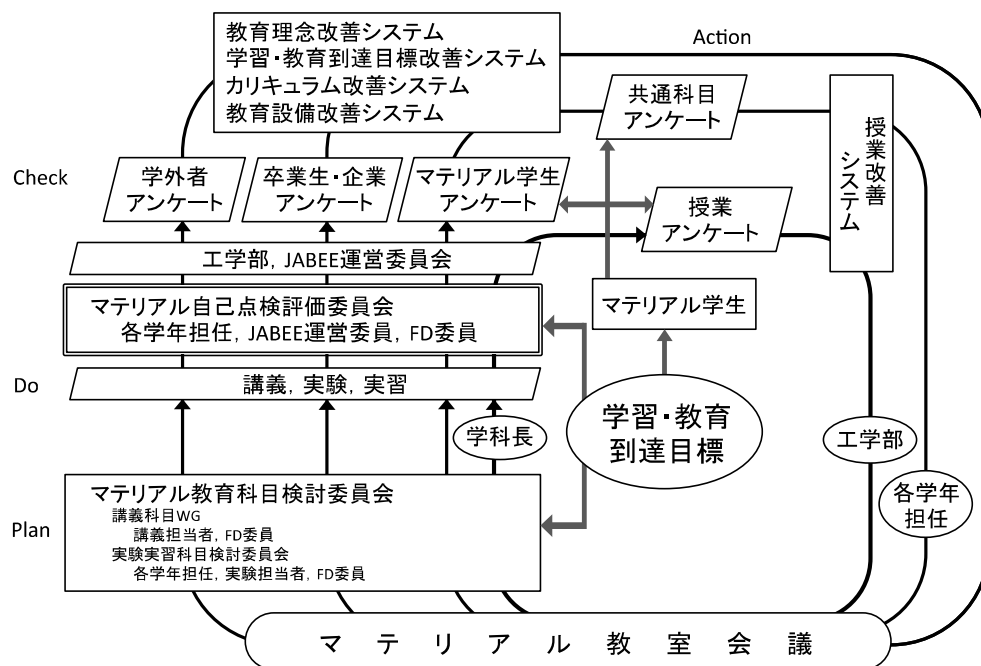 教育理念改善システム
学習・教育到達目標改善システム
カリキュラム改善システム
教育設備改善システム
Action
共通科目
アンケート
授業改善
システム
Check
学外者
アンケート
卒業生・企業
アンケート
マテリアル学生
アンケート
授業
アンケート
工学部, JABEE運営委員会
マテリアル自己点検評価委員会
各学年担任, JABEE運営委員, FD委員
マテリアル学生
Do
講義, 実験, 実習
学科長
学習・教育
到達目標
工学部
各学年
担任
Plan
マテリアル教育科目検討委員会
講義科目WG
講義担当者, FD委員
実験実習科目検討委員会
各学年担任, 実験担当者, FD委員
マテリアル教室会議